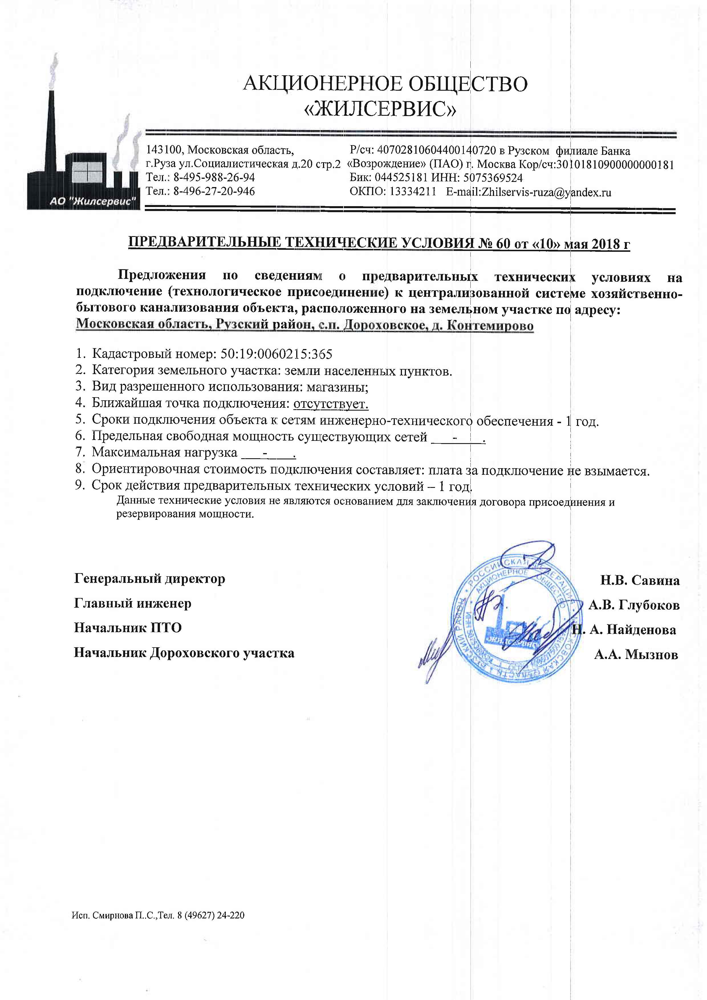 АКЦИОНЕРНОЕ ОБЩЕСТВО
«ЖИЛСЕРВИС»
АО "Жилсервис"
143100, Московская область,
г.Руза ул.Социалистическая д.20 стр.2
Тел.: 8-495-988-26-94
Тел.: 8-496-27-20-946
Р/сч: 40702810604400140720 в Рузском филиале Банка
«Возрождение» (ПАО) г. Москва Кор/сч:30101810900000000181
Бик: 044525181 ИНН: 5075369524
ОКПО: 13334211 E-mail:Zhilservis-ruza@yandex.ru
ПРЕДВАРИТЕЛЬНЫЕ ТЕХНИЧЕСКИЕ УСЛОВИЯ № 60 от «10» мая 2018 г
Предложения по сведениям о предварительных технических условиях на
подключение (технологическое присоединение) к централизованной системе хозяйственно-
бытового канализования объекта, расположенного на земельном участке по адресу:
Московская область, Рузский район, с.п. Дороховское, д. Контемирово
1. Кадастровый номер: 50:19:0060215:365
2. Категория земельного участка: земли населенных пунктов.
3. Вид разрешенного использования: магазины;
4. Ближайшая точка подключения: отсутствует.
5. Сроки подключения объекта к сетям инженерно-технического обеспечения - 1 год.
6. Предельная свободная мощность существующих сетей ___-____.
7. Максимальная нагрузка ___-____.
8. Ориентировочная стоимость подключения составляет: плата за подключение не взымается.
9. Срок действия предварительных технических условий – 1 год.
Данные технические условия не являются основанием для заключения договора присоединения и
резервирования мощности.
Генеральный директор Н.В. Савина
Главный инженер А.В. Глубоков
Начальник ПТО Н. А. Найденова
Начальник Дороховского участка А.А. Мызнов
РОССИЙСКАЯ ФЕДЕРАЦИЯ • МОСКОВСКАЯ ОБЛАСТЬ • РУЗСКИЙ РАЙОН
АКЦИОНЕРНОЕ ОБЩЕСТВО
Исп. Смирнова П..С.,Тел. 8 (49627) 24-220